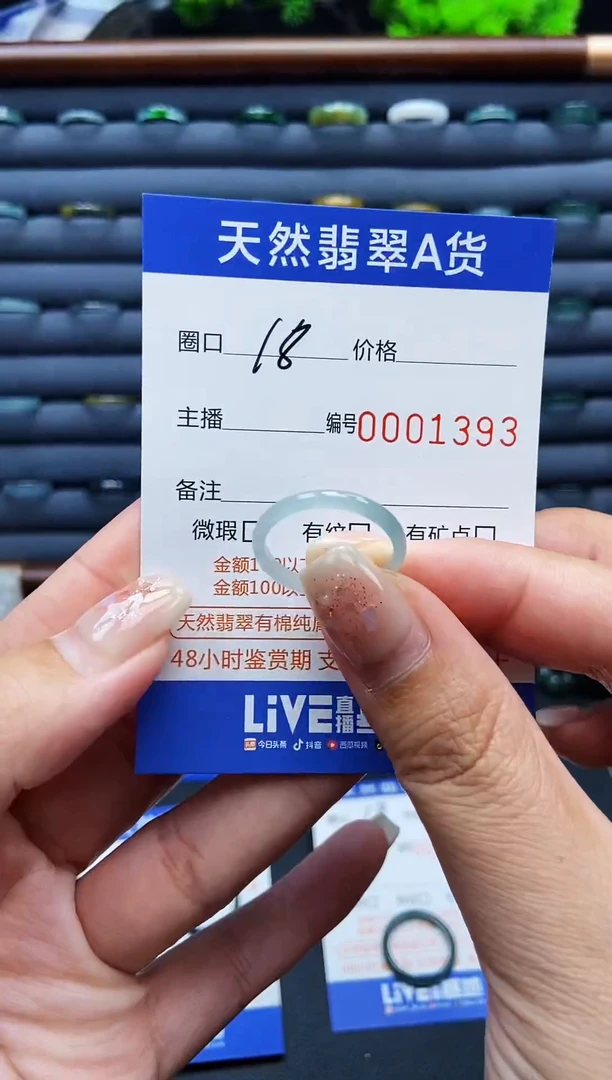 天然翡翠A货
圈口 18 价格
主播 编号0001393
备注
微瑕 有纹 有矿点
金额1
金额100以
天然翡翠有棉纯属
48小时鉴赏期 支
LiVE直播
今日头条 抖音 西瓜视频
LiVE